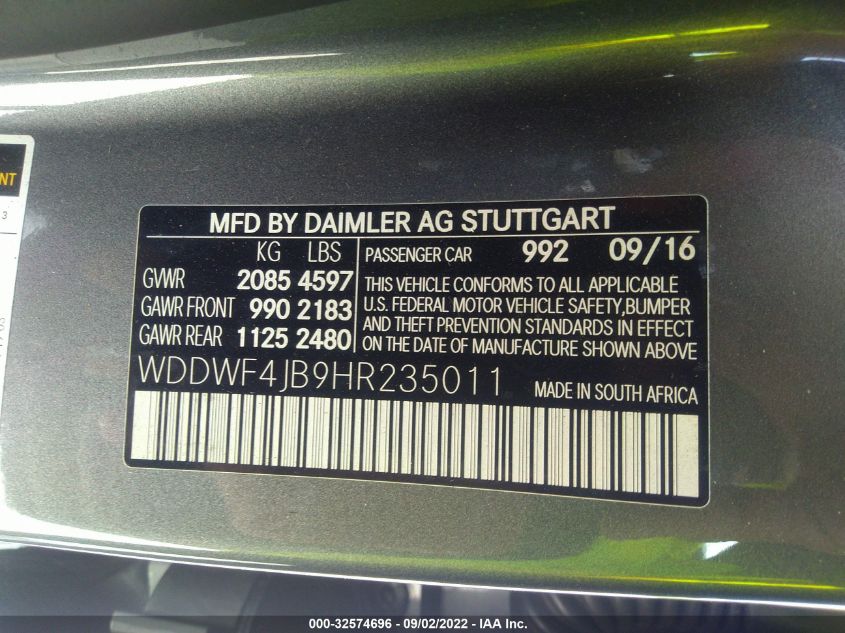 NT
3
MFD BY DAIMLER AG STUTTGART
KG LBS
GVWR 2085 4597
GAWR FRONT 990 2183
GAWR REAR 1125 2480
PASSENGER CAR 992 09/16
THIS VEHICLE CONFORMS TO ALL APPLICABLE
U.S. FEDERAL MOTOR VEHICLE SAFETY,BUMPER
AND THEFT PREVENTION STANDARDS IN EFFECT
ON THE DATE OF MANUFACTURE SHOWN ABOVE
WDDWF4JB9HR235011 MADE IN SOUTH AFRICA
000-32574696 - 09/02/2022 - IAA Inc.